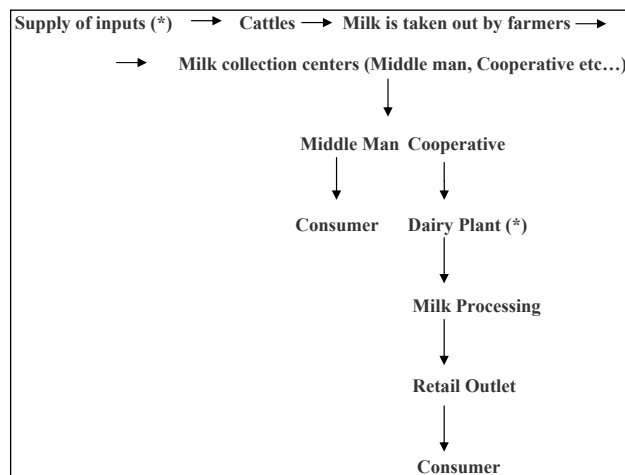 Supply of inputs (*) Cattles Milk is taken out by farmers
Milk collection centers (Middle man, Cooperative etc…)
Middle Man Cooperative
Consumer Dairy Plant (*)
Milk Processing
Retail Outlet
Consumer